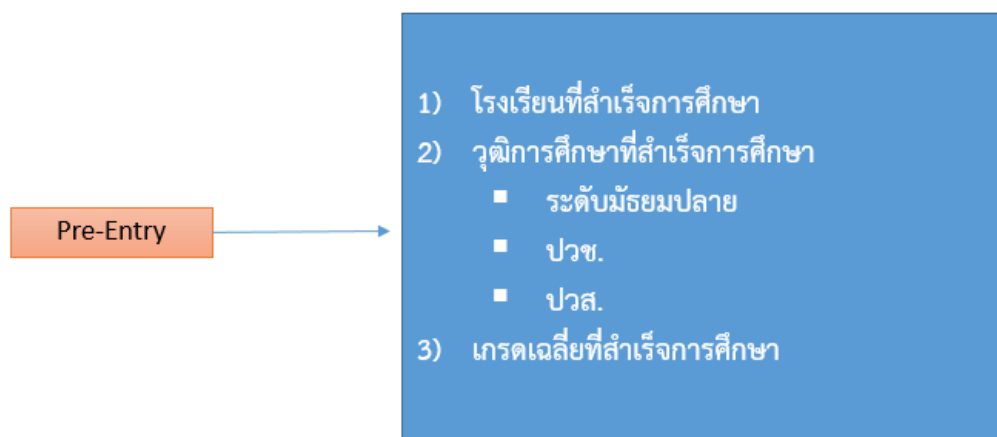 Pre-Entry
1) โรงเรียนที่สำเร็จการศึกษา
2) วุฒิการศึกษาที่สำเร็จการศึกษา
▪ ระดับมัธยมปลาย
▪ ปวช.
▪ ปวส.
3) เกรดเฉลี่ยที่สำเร็จการศึกษา